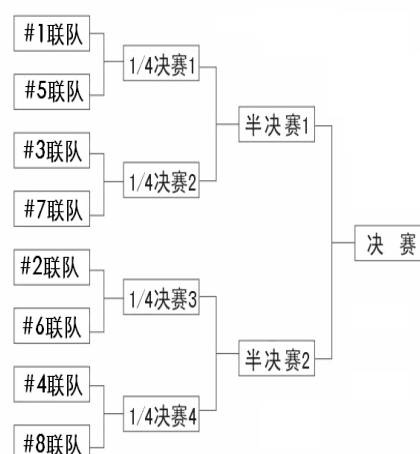 #1联队
#5联队
#3联队
#7联队
#2联队
#6联队
#4联队
#8联队
1/4决赛1
1/4决赛2
1/4决赛3
1/4决赛4
半决赛1
半决赛2
决 赛